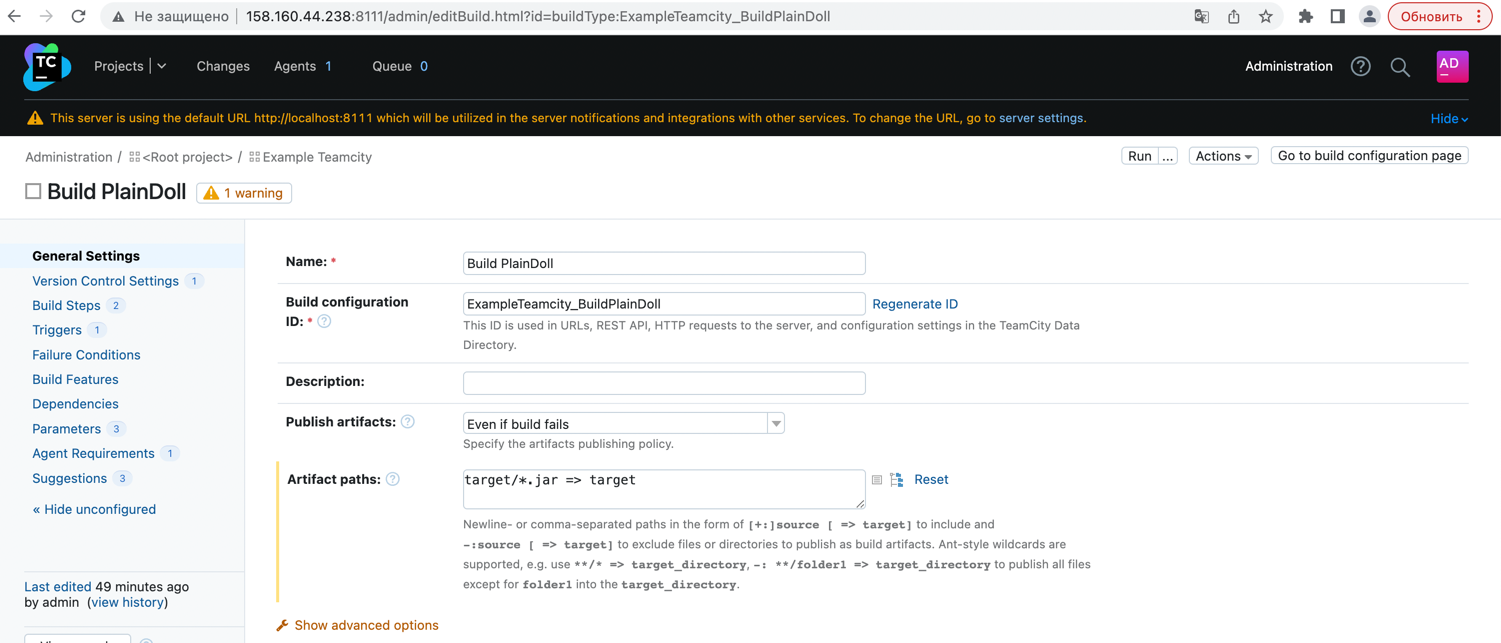 Не защищено 158.160.44.238:8111/admin/editBuild.html?id=buildType:ExampleTeamcity_BuildPlainDoll Обновить
TC Projects Changes Agents 1 Queue 0 Administration ? AD
This server is using the default URL http://localhost:8111 which will be utilized in the server notifications and integrations with other services. To change the URL, go to server settings. Hide
Administration / <Root project> / Example Teamcity Run ... Actions Go to build configuration page
Build PlainDoll 1 warning
General Settings
Version Control Settings 1
Build Steps 2
Triggers 1
Failure Conditions
Build Features
Dependencies
Parameters 3
Agent Requirements 1
Suggestions 3
« Hide unconfigured
Last edited 49 minutes ago
by admin (view history)
Name: * Build PlainDoll
Build configuration
ID: * ? ExampleTeamcity_BuildPlainDoll Regenerate ID
This ID is used in URLs, REST API, HTTP requests to the server, and configuration settings in the TeamCity Data
Directory.
Description:
Publish artifacts: ? Even if build fails
Specify the artifacts publishing policy.
Artifact paths: ? target/*.jar => target Reset
Newline- or comma-separated paths in the form of [+:]source [ => target] to include and
-:source [ => target] to exclude files or directories to publish as build artifacts. Ant-style wildcards are
supported, e.g. use **/* => target_directory, -: **/folder1 => target_directory to publish all files
except for folder1 into the target_directory.
Show advanced options